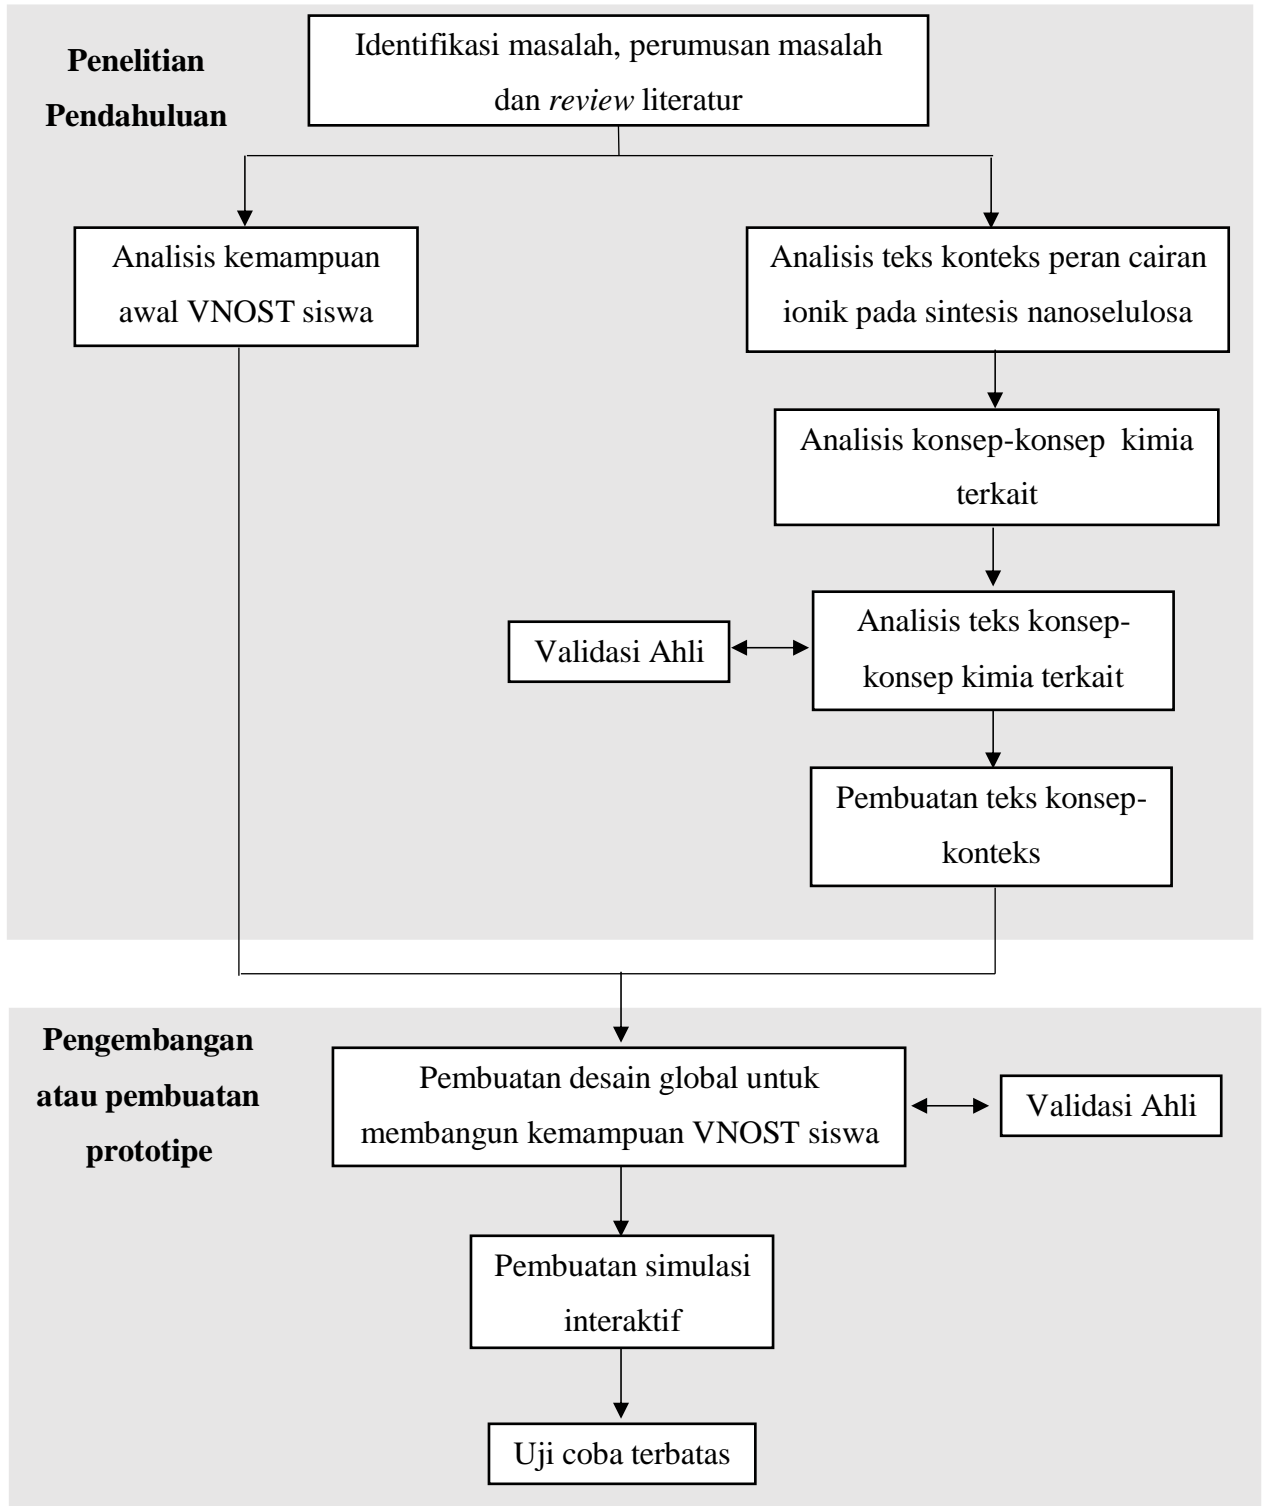 Penelitian
Pendahuluan
Identifikasi masalah, perumusan masalah
dan review literatur
Analisis kemampuan
awal VNOST siswa
Analisis teks konteks peran cairan
ionik pada sintesis nanoselulosa
Analisis konsep-konsep kimia
terkait
Validasi Ahli
Analisis teks konsep-
konsep kimia terkait
Pembuatan teks konsep-
konteks
Pengembangan
atau pembuatan
prototipe
Pembuatan desain global untuk
membangun kemampuan VNOST siswa
Validasi Ahli
Pembuatan simulasi
interaktif
Uji coba terbatas